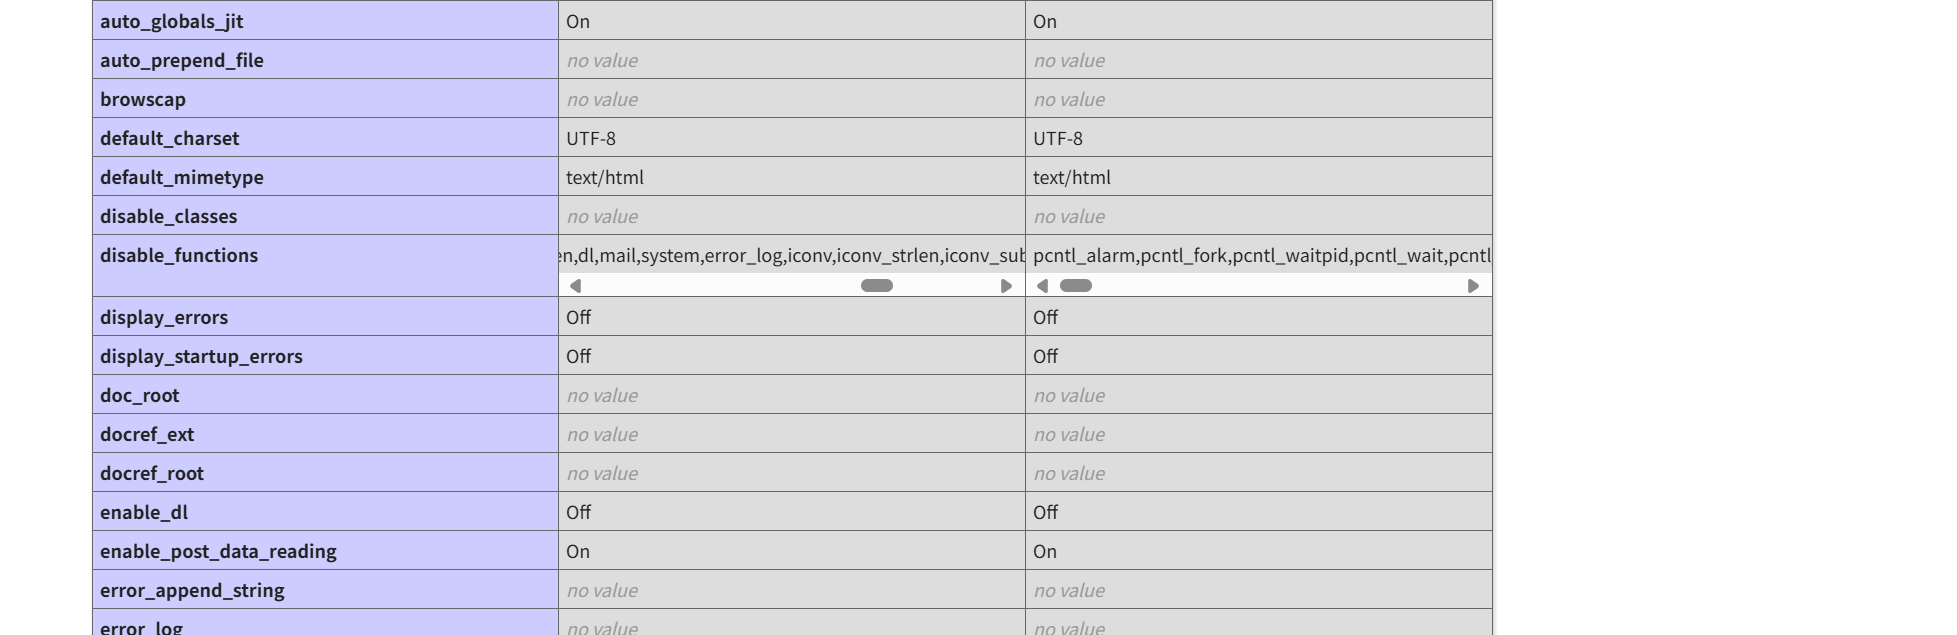 auto_globals_jit On On
auto_prepend_file no value no value
browscap no value no value
default_charset UTF-8 UTF-8
default_mimetype text/html text/html
disable_classes no value no value
disable_functions en,dl,mail,system,error_log,iconv,iconv_strlen,iconv_sub pcntl_alarm,pcntl_fork,pcntl_waitpid,pcntl_wait,pcntl
display_errors Off Off
display_startup_errors Off Off
doc_root no value no value
docref_ext no value no value
docref_root no value no value
enable_dl Off Off
enable_post_data_reading On On
error_append_string no value no value
error_log no value no value